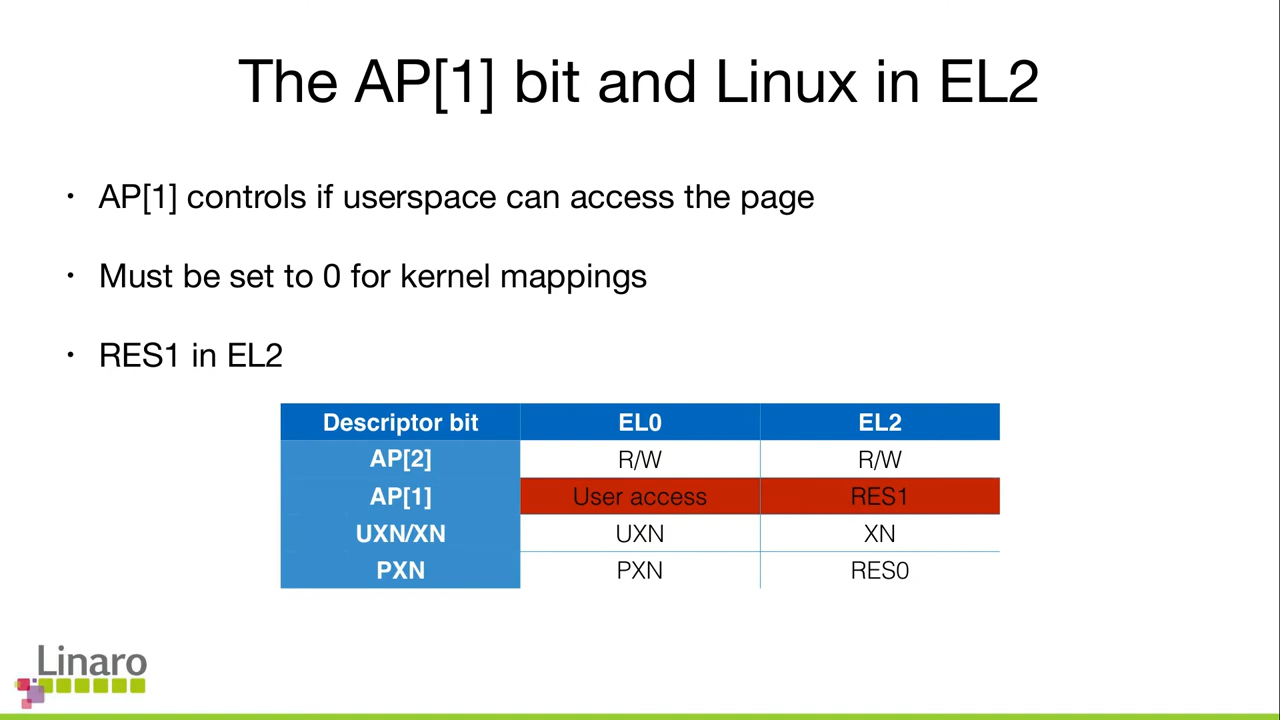 The AP[1] bit and Linux in EL2
• AP[1] controls if userspace can access the page
• Must be set to 0 for kernel mappings
• RES1 in EL2
Descriptor bit EL0 EL2
AP[2] R/W R/W
AP[1] User access RES1
UXN/XN UXN XN
PXN PXN RES0
Linaro